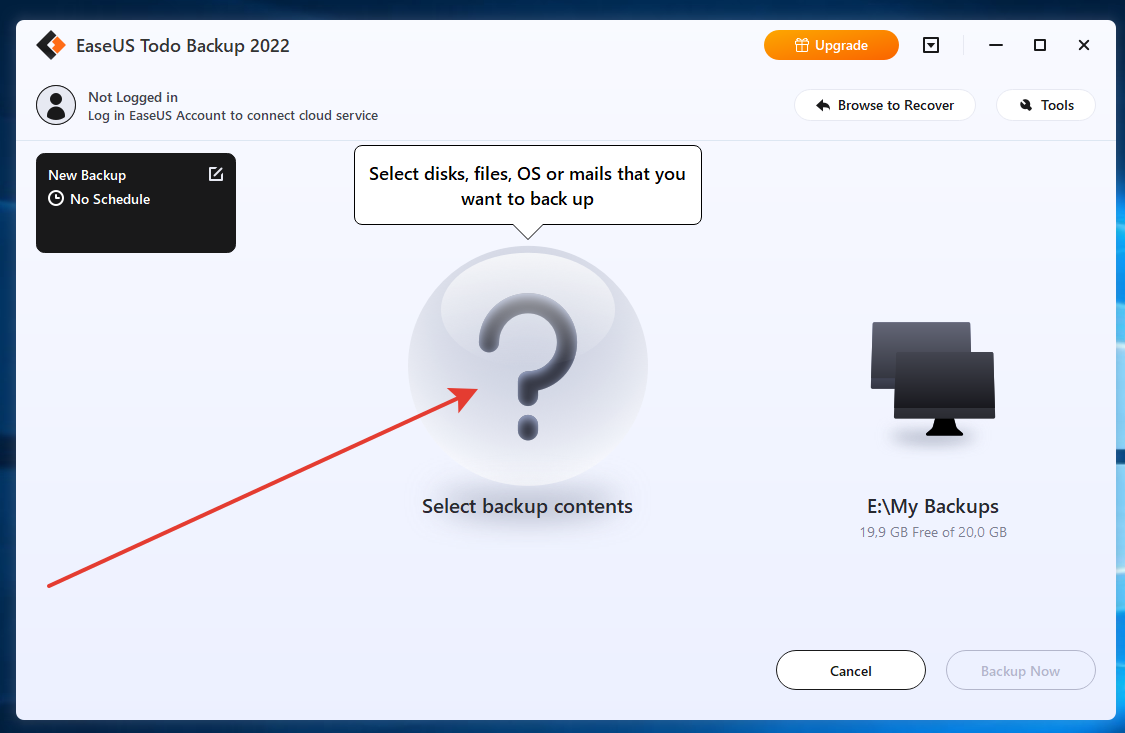 EaseUS Todo Backup 2022
Upgrade
Not Logged in
Log in EaseUS Account to connect cloud service
Browse to Recover
Tools
New Backup
No Schedule
Select disks, files, OS or mails that you
want to back up
?
Select backup contents
E:\My Backups
19,9 GB Free of 20,0 GB
Cancel
Backup Now